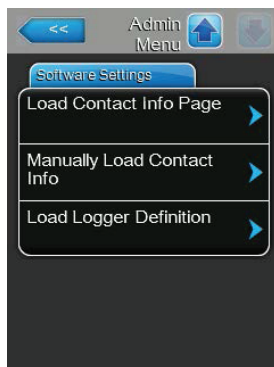 <<
Admin
Menu
Software Settings
Load Contact Info Page
Manually Load Contact
Info
Load Logger Definition